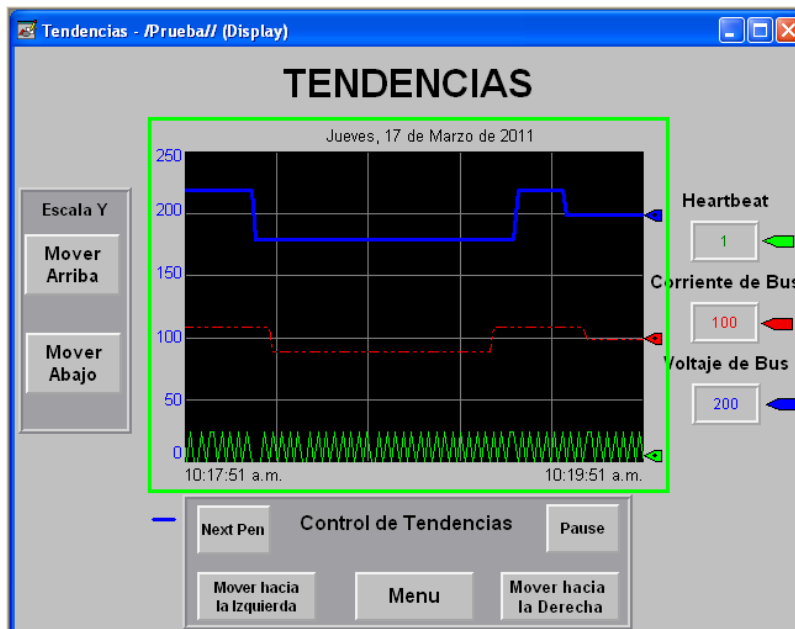 Tendencias - /Prueba// (Display)
TENDENCIAS
Jueves, 17 de Marzo de 2011
250
200
150
100
50
0
10:17:51 a.m.
10:19:51 a.m.
Escala Y
Mover
Arriba
Mover
Abajo
Heartbeat
1
Corriente de Bus
100
Voltaje de Bus
200
Next Pen
Control de Tendencias
Pause
Mover hacia
la Izquierda
Menu
Mover hacia
la Derecha